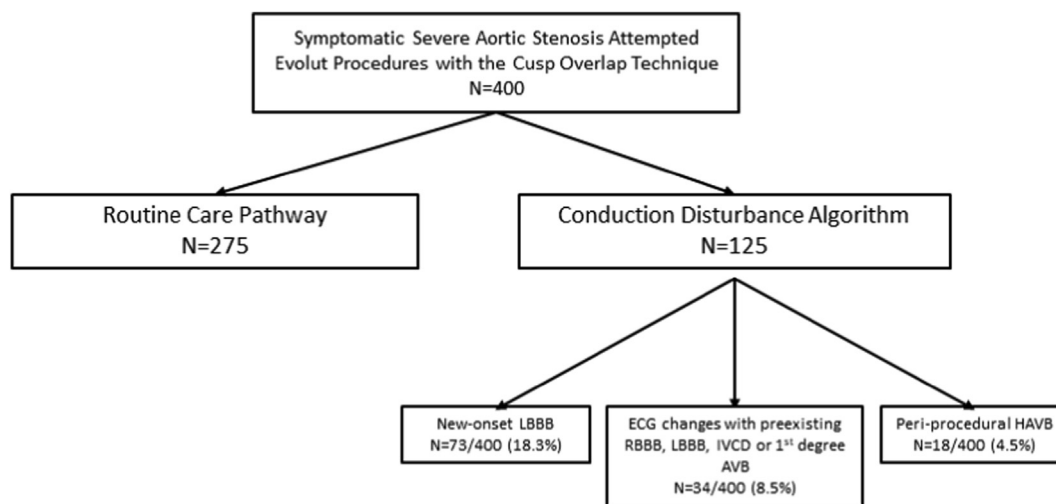 Symptomatic Severe Aortic Stenosis Attempted
Evolut Procedures with the Cusp Overlap Technique
N=400
Routine Care Pathway
N=275
Conduction Disturbance Algorithm
N=125
New-onset LBBB
N=73/400 (18.3%)
ECG changes with preexisting
RBBB, LBBB, IVCD or 1st degree
AVB
N=34/400 (8.5%)
Peri-procedural HAVB
N=18/400 (4.5%)